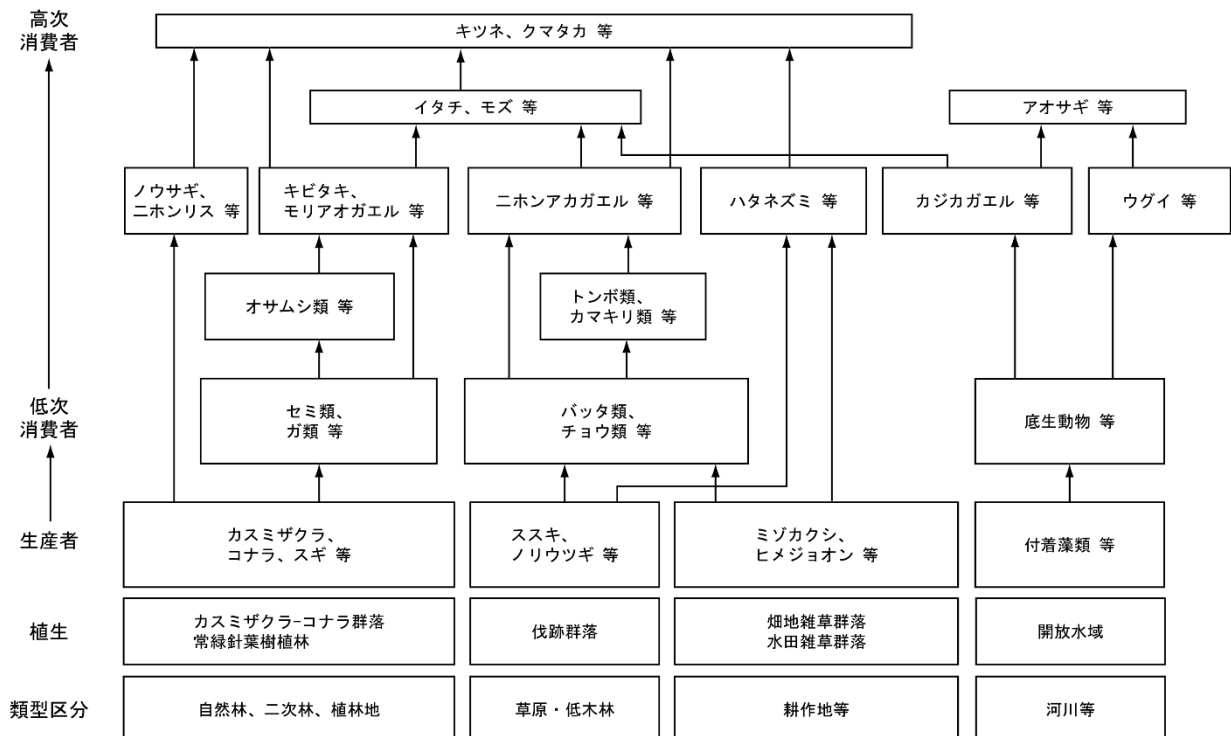 高次
消費者
キツネ、クマタカ 等
イタチ、モズ 等
アオサギ 等
ノウサギ、
ニホンリス 等
キビタキ、
モリアオガエル 等
ニホンアカガエル 等
ハタネズミ 等
カジカガエル 等
ウグイ 等
オサムシ類 等
トンボ類、
カマキリ類 等
低次
消費者
セミ類、
ガ類 等
バッタ類、
チョウ類 等
底生動物 等
生産者
カスミザクラ、
コナラ、スギ 等
ススキ、
ノリウツギ 等
ミゾカクシ、
ヒメジョオン 等
付着藻類 等
植生
カスミザクラ−コナラ群落
常緑針葉樹植林
伐跡群落
畑地雑草群落
水田雑草群落
開放水域
類型区分
自然林、二次林、植林地
草原・低木林
耕作地等
河川等